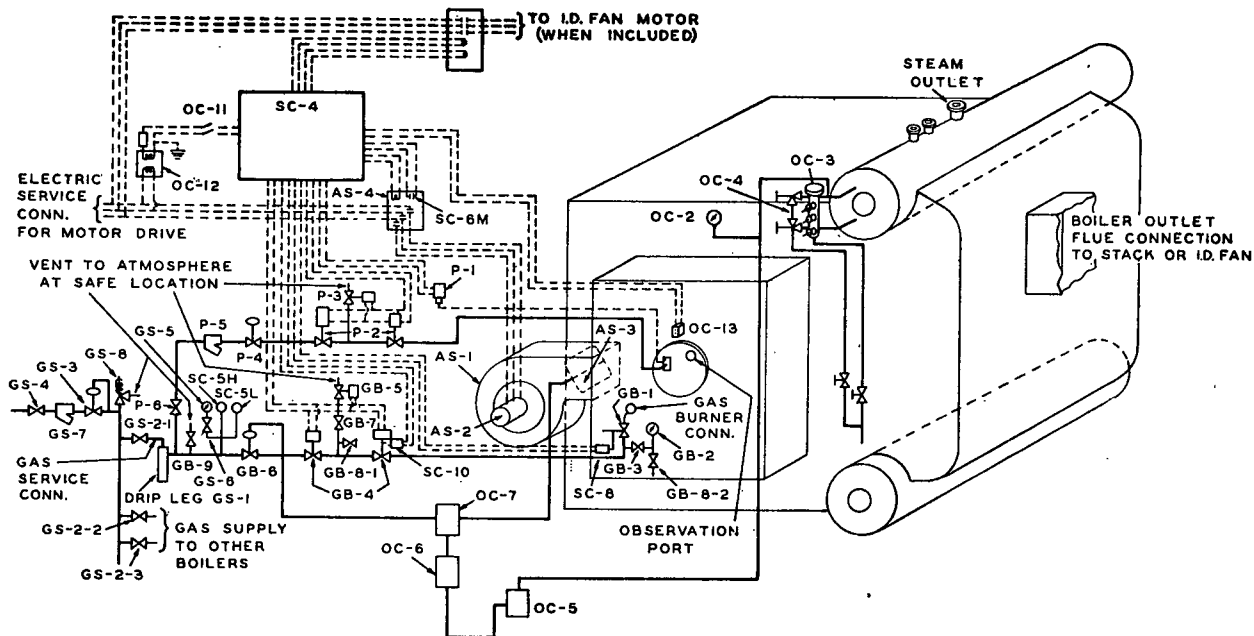 TO I.D. FAN MOTOR
(WHEN INCLUDED)
STEAM
OUTLET
OC-11
SC-4
OC-12
AS-4
SC-6M
OC-3
OC-4
OC-2
ELECTRIC
SERVICE
CONN.
FOR MOTOR DRIVE
BOILER OUTLET
FLUE CONNECTION
TO STACK OR I.D. FAN
VENT TO ATMOSPHERE
AT SAFE LOCATION
P-1
P-3
P-2
OC-13
AS-3
GS-5
P-5
P-4
GS-8
GS-3
GS-4
SC-5H
SC-5L
AS-1
GB-5
GB-1
P-6
GS-7
GS-2-1
GB-7
AS-2
GAS
BURNER
CONN.
GB-2
GAS
SERVICE
CONN.
GB-9
GS-6
GB-6
GB-8-1
SC-10
GB-4
SC-8
GB-3
GB-8-2
DRIP LEG GS-1
OC-7
OBSERVATION
PORT
GS-2-2
GAS SUPPLY
TO OTHER
BOILERS
GS-2-3
OC-6
OC-5